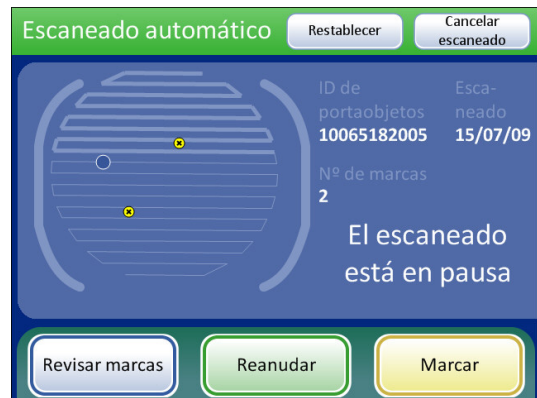 Escaneado automático
Restablecer
Cancelar
escaneado
ID de
portaobjetos
10065182005
Esca-
neado
15/07/09
Nº de marcas
2
El escaneado
está en pausa
Revisar marcas
Reanudar
Marcar